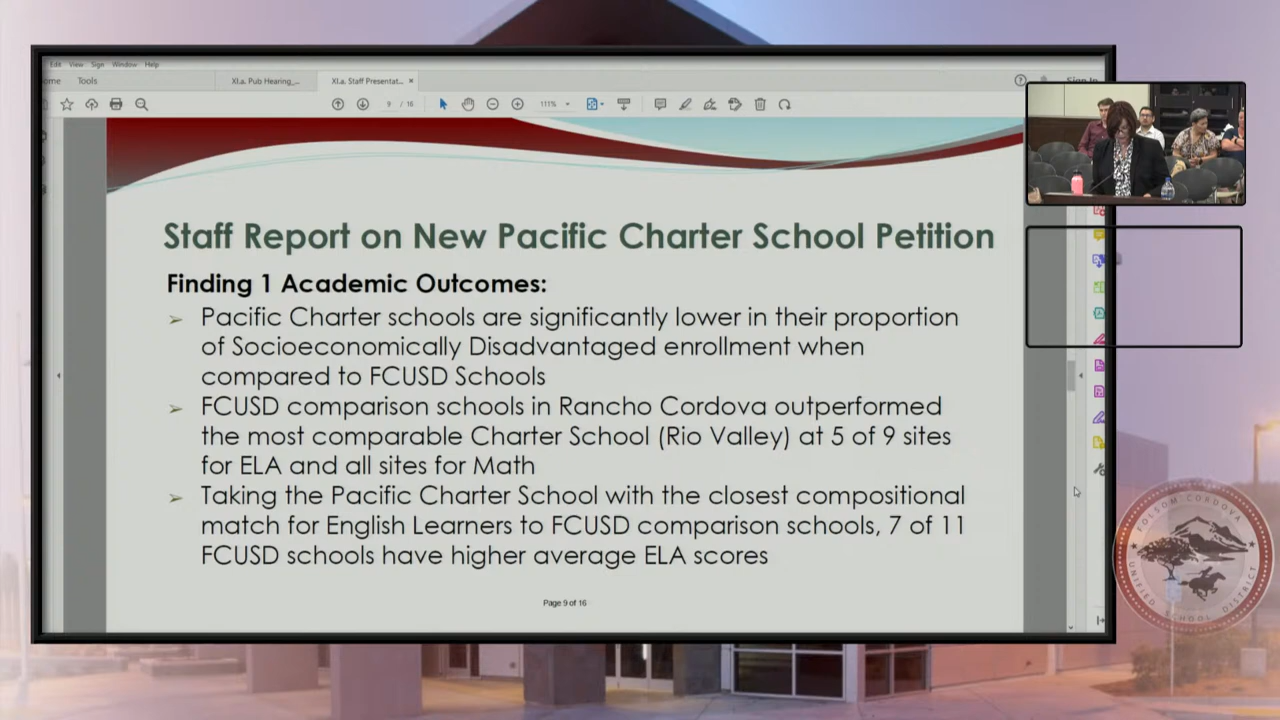 Edit View Sign Window Help
ome Tools XI.a. Pub Hearing_... XI.a. Staff Presentat... × Sign In
9 / 16 111%
Staff Report on New Pacific Charter School Petition
Finding 1 Academic Outcomes:
➢ Pacific Charter schools are significantly lower in their proportion
of Socioeconomically Disadvantaged enrollment when
compared to FCUSD Schools
➢ FCUSD comparison schools in Rancho Cordova outperformed
the most comparable Charter School (Rio Valley) at 5 of 9 sites
for ELA and all sites for Math
➢ Taking the Pacific Charter School with the closest compositional
match for English Learners to FCUSD comparison schools, 7 of 11
FCUSD schools have higher average ELA scores
Page 9 of 16
FOLSOM CORDOVA
UNIFIED SCHOOL DISTRICT